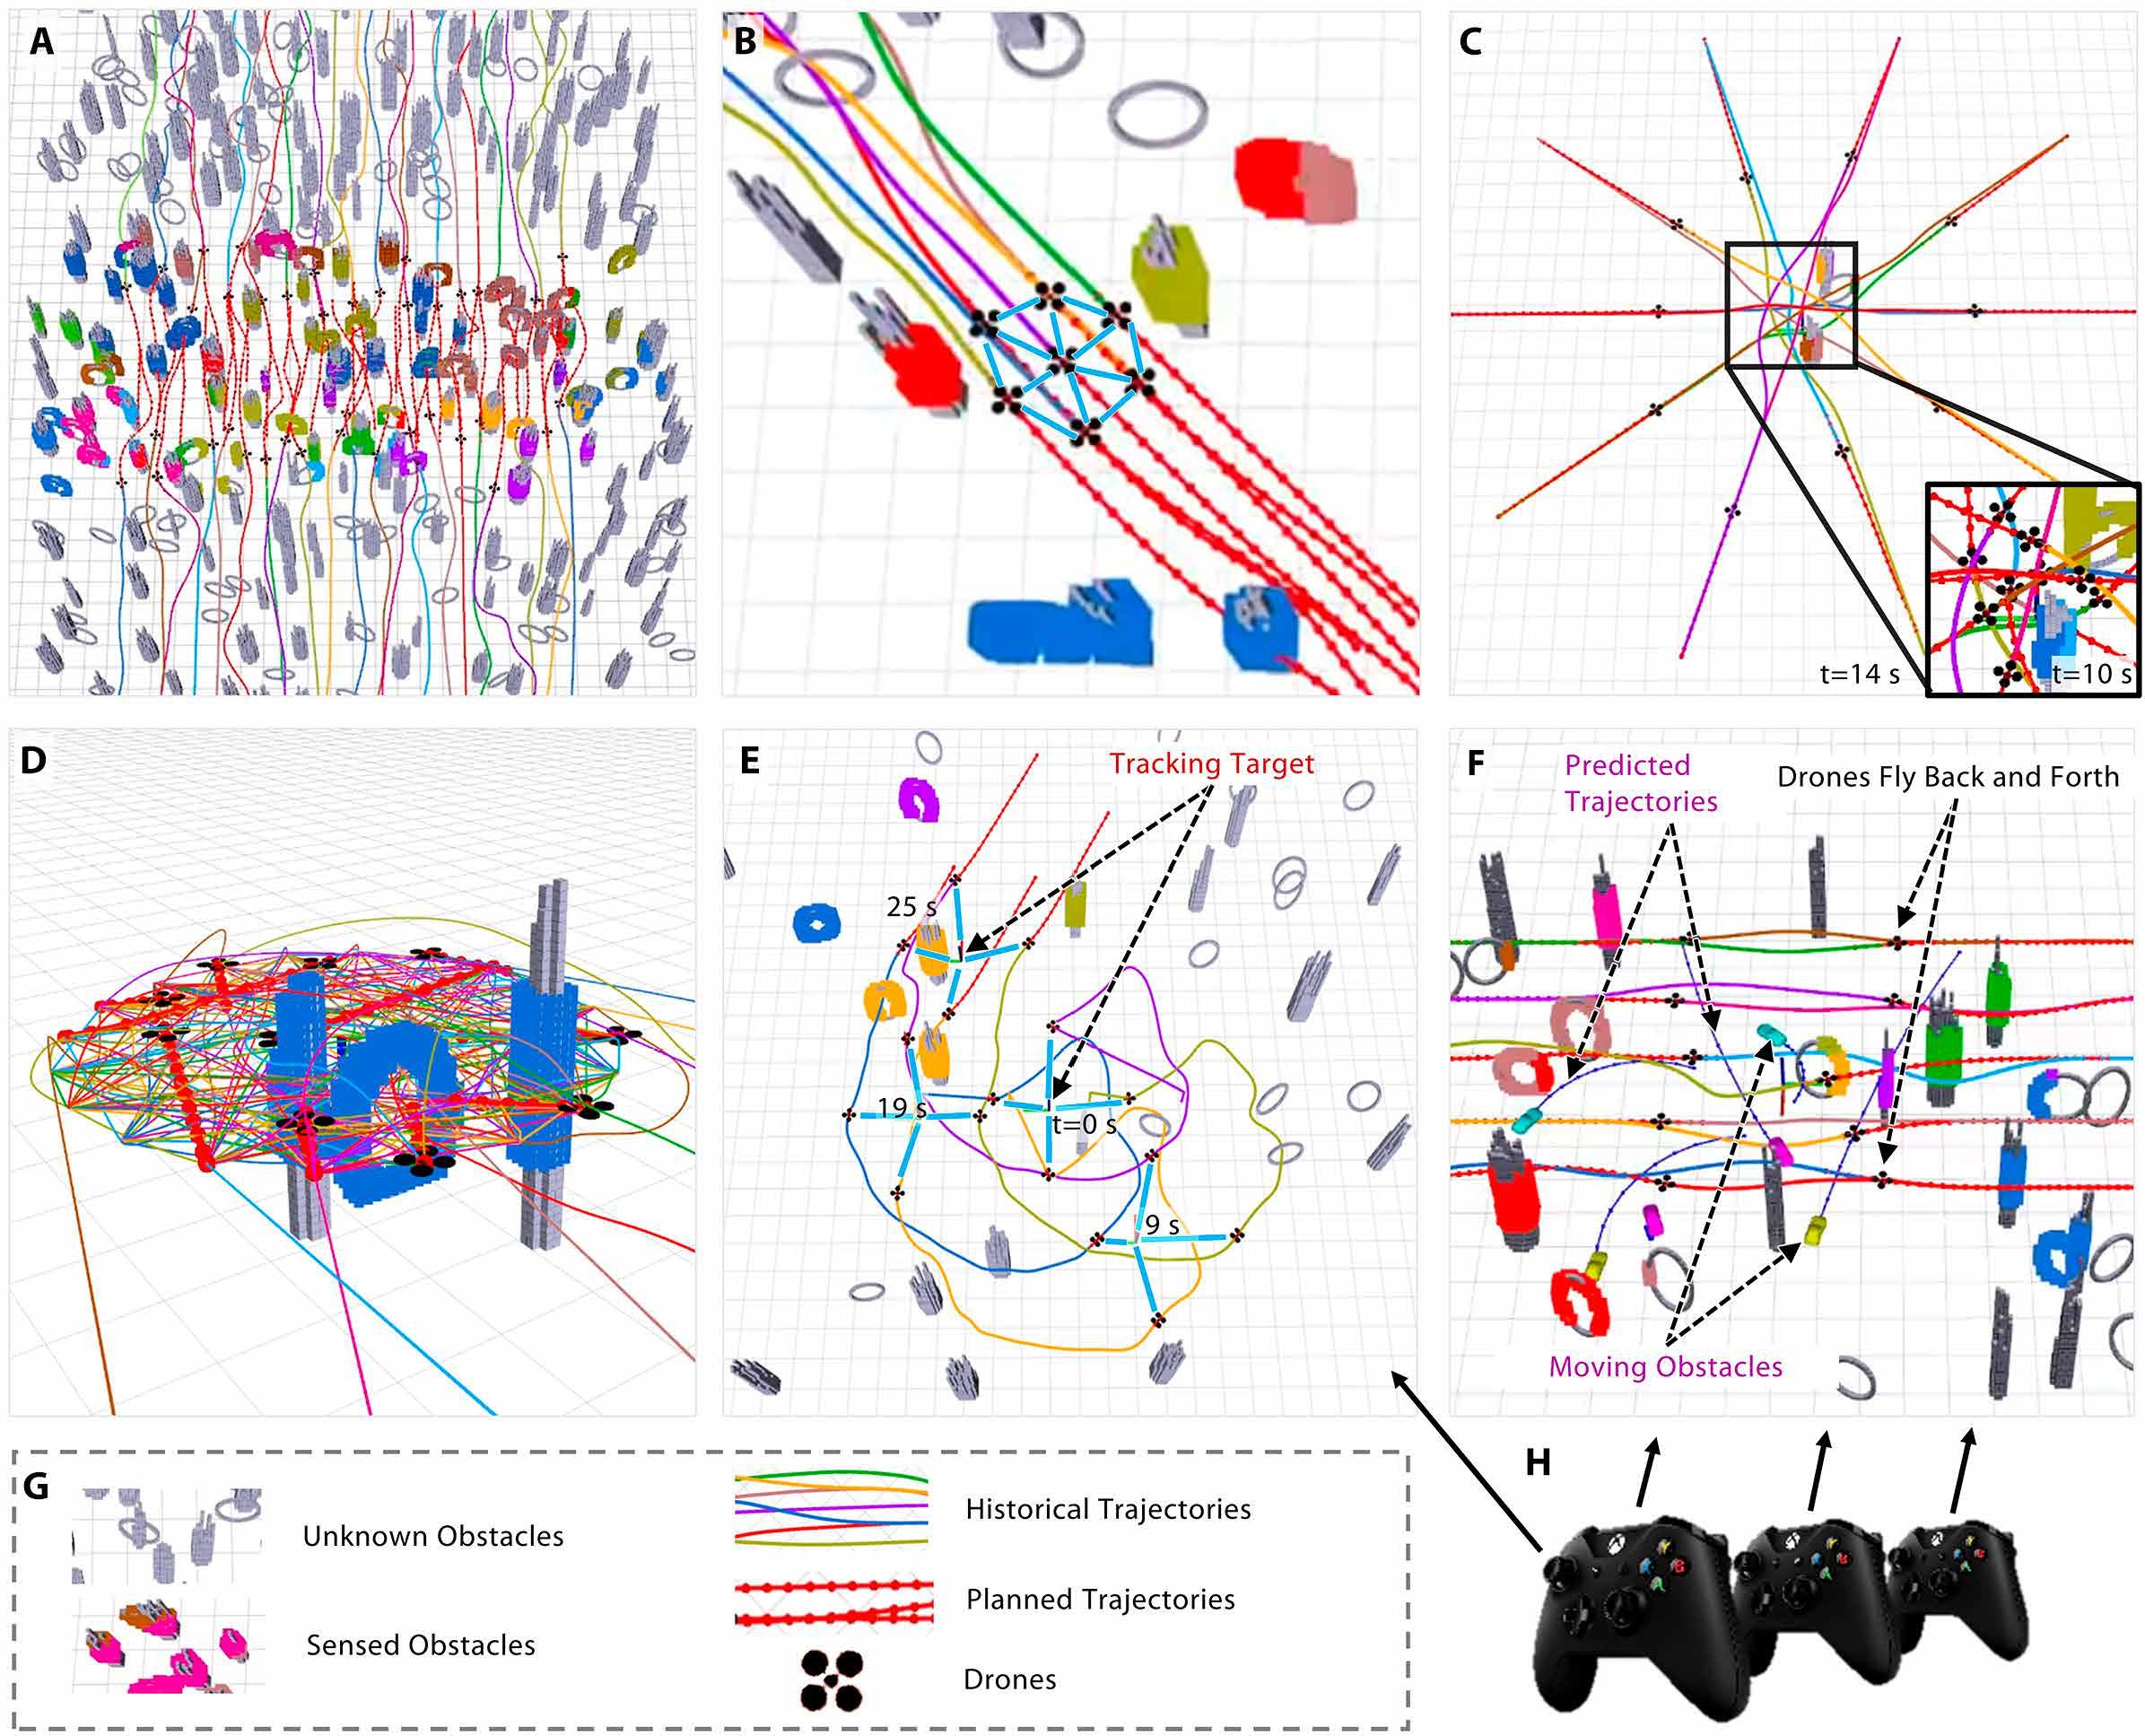 A
B
C
t=14 s
t=10 s
D
E
Tracking Target
25 s
19 s
t=0 s
9 s
F
Predicted
Trajectories
Drones Fly Back and Forth
Moving Obstacles
G
Unknown Obstacles
Sensed Obstacles
Historical Trajectories
Planned Trajectories
Drones
H